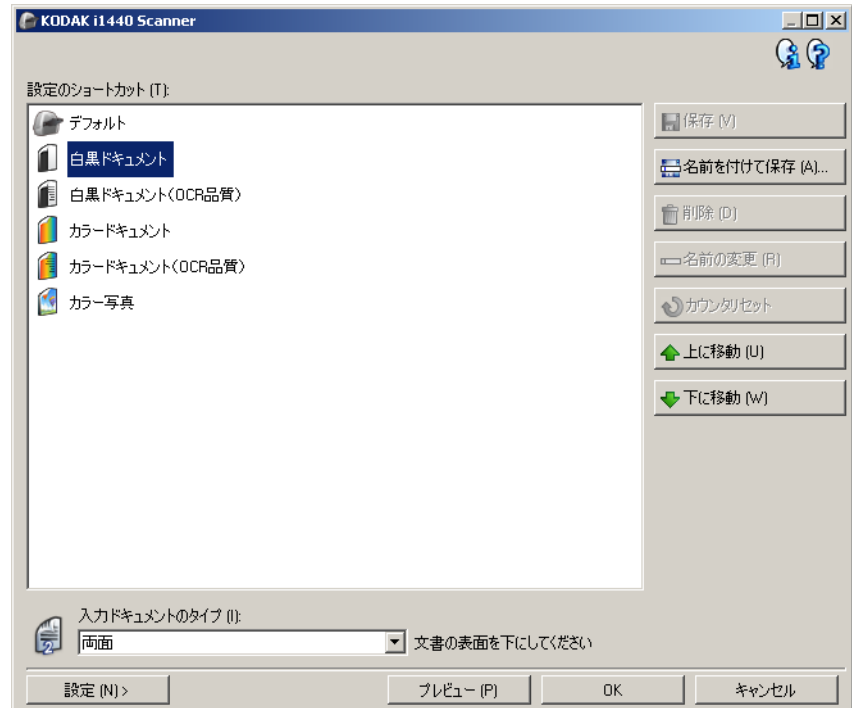 KODAK i1440 Scanner
設定のショートカット (T):
デフォルト
白黒ドキュメント
白黒ドキュメント(OCR品質)
カラードキュメント
カラードキュメント(OCR品質)
カラー写真
保存 (V)
名前を付けて保存 (A)...
削除 (D)
名前の変更 (R)
カウンタリセット
上に移動 (U)
下に移動 (W)
入力ドキュメントのタイプ (I):
両面
文書の表面を下にしてください
設定 (N) >
プレビュー (P)
OK
キャンセル